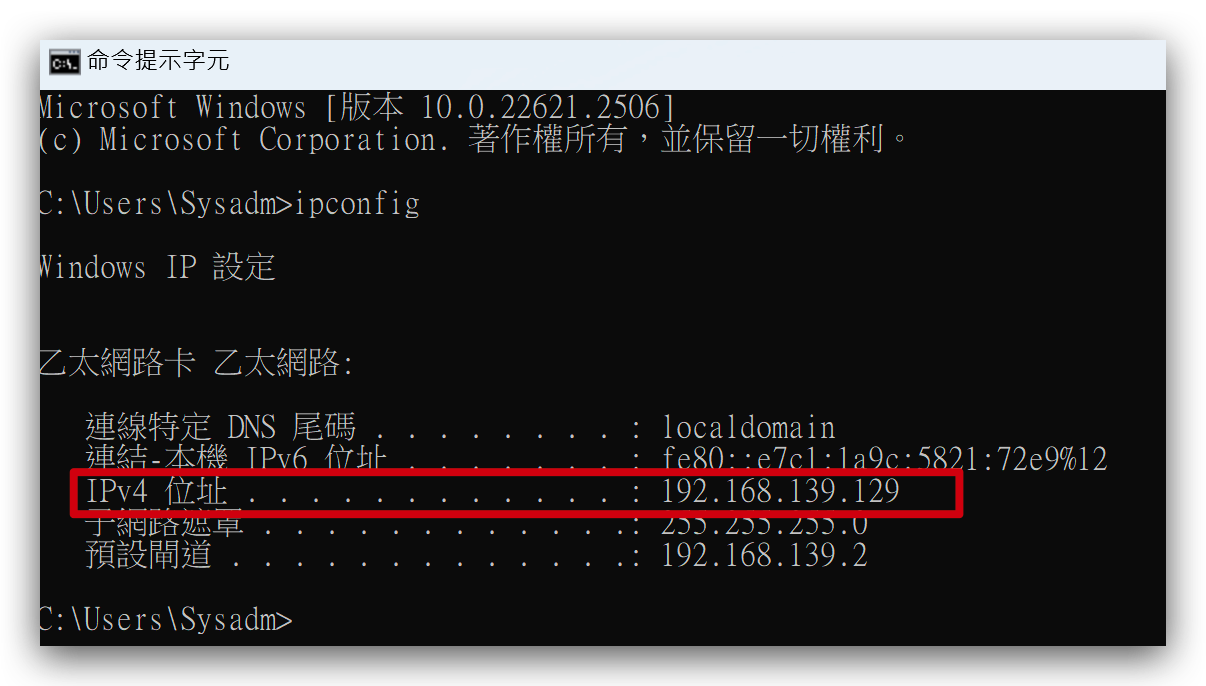 命令提示字元
Microsoft Windows [版本 10.0.22621.2506]
(c) Microsoft Corporation. 著作權所有，並保留一切權利。
C:\Users\Sysadm>ipconfig
Windows IP 設定
乙太網路卡 乙太網路:
連線特定 DNS 尾碼 . . . . . . . . : localdomain
連結-本機 IPv6 位址 . . . . . . . : fe80::e7c1:1a9c:5821:72e9%12
IPv4 位址 . . . . . . . . . . . . : 192.168.139.129
子網路遮罩 . . . . . . . . . . . .: 255.255.255.0
預設閘道 . . . . . . . . . . . . .: 192.168.139.2
C:\Users\Sysadm>